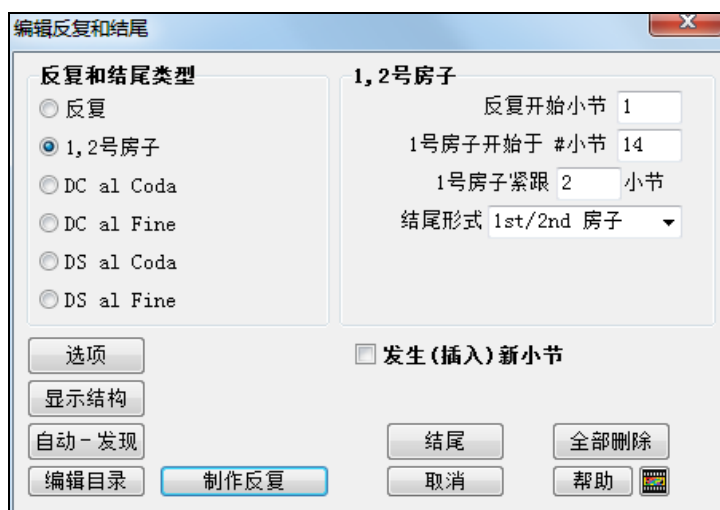 编辑反复和结尾
反复和结尾类型
反复
1,2号房子
DC al Coda
DC al Fine
DS al Coda
DS al Fine
1,2号房子
反复开始小节 1
1号房子开始于 #小节 14
1号房子紧跟 2 小节
结尾形式 1st/2nd 房子
发生(插入)新小节
选项
显示结构
自动-发现
编辑目录
制作反复
结尾
全部删除
取消
帮助